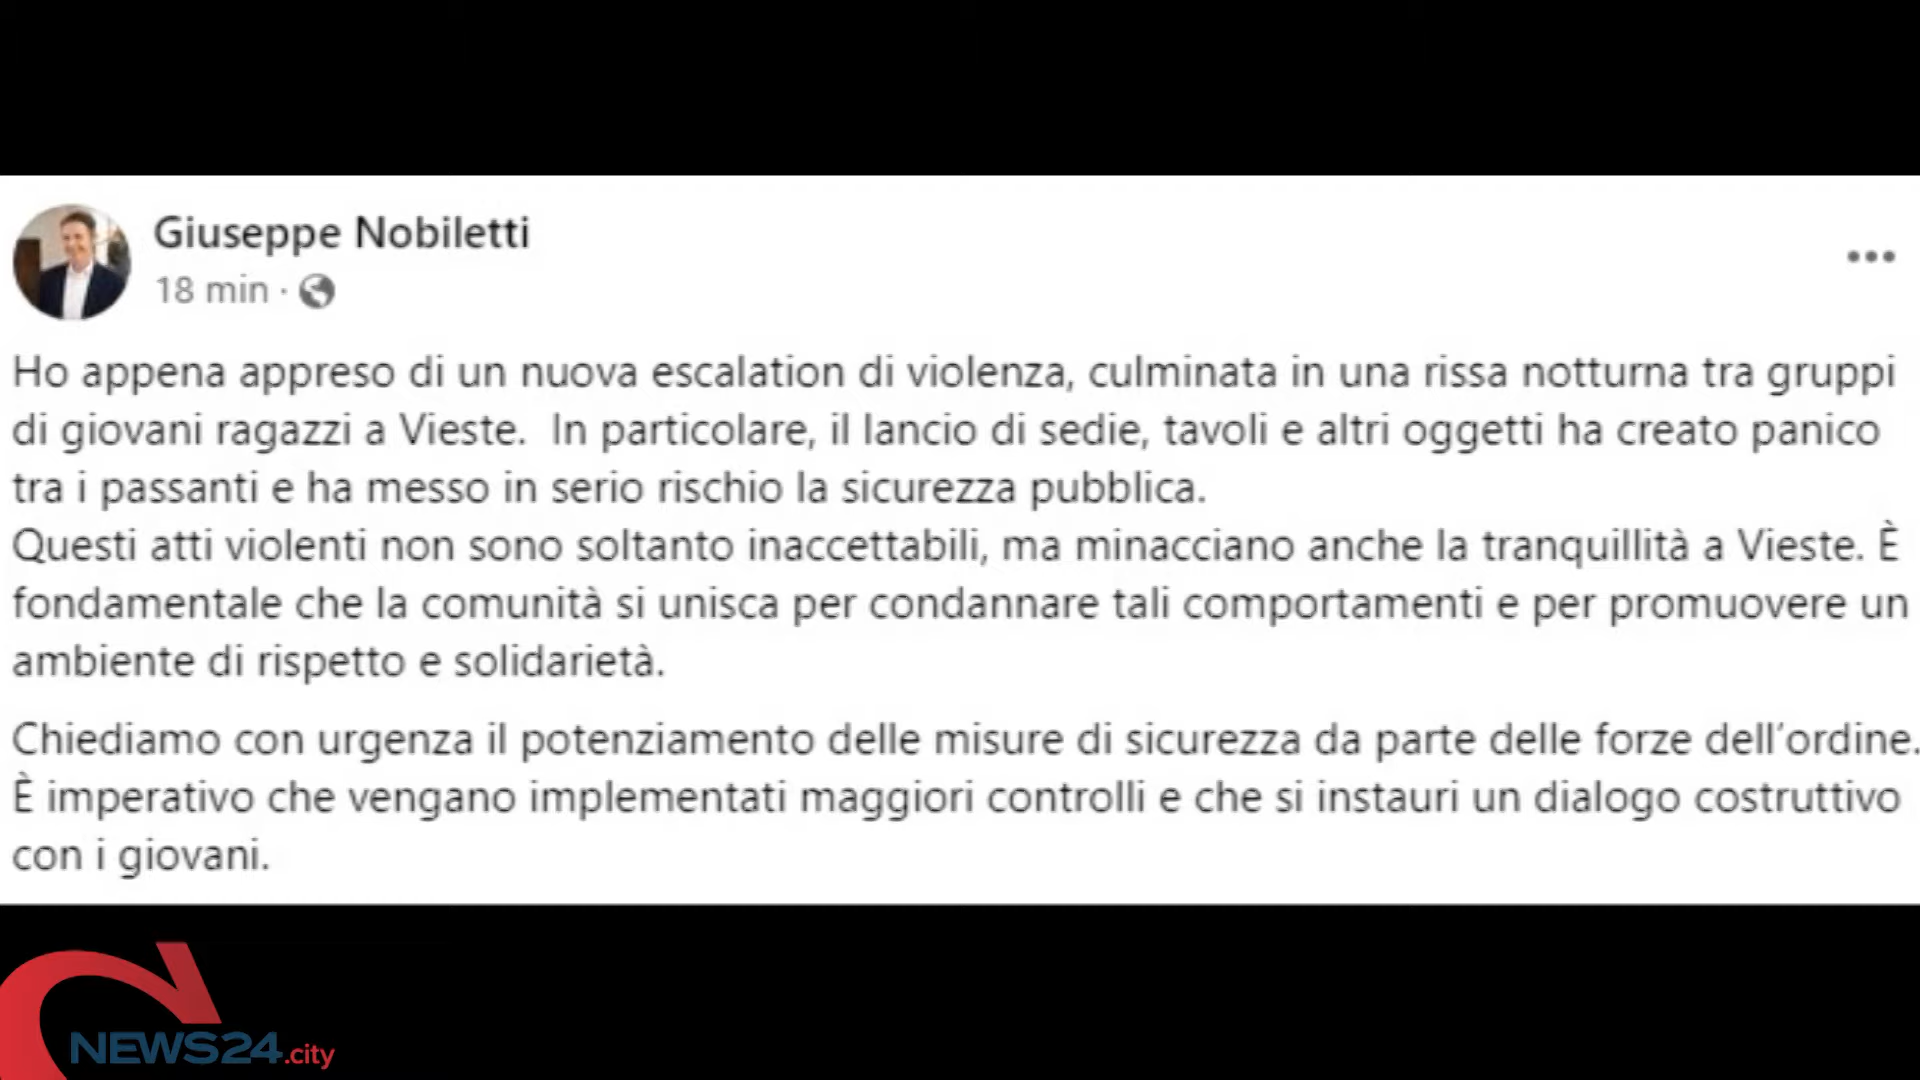 Giuseppe Nobiletti
18 min ·
Ho appena appreso di un nuova escalation di violenza, culminata in una rissa notturna tra gruppi
di giovani ragazzi a Vieste. In particolare, il lancio di sedie, tavoli e altri oggetti ha creato panico
tra i passanti e ha messo in serio rischio la sicurezza pubblica.
Questi atti violenti non sono soltanto inaccettabili, ma minacciano anche la tranquillità a Vieste. È
fondamentale che la comunità si unisca per condannare tali comportamenti e per promuovere un
ambiente di rispetto e solidarietà.
Chiediamo con urgenza il potenziamento delle misure di sicurezza da parte delle forze dell'ordine.
È imperativo che vengano implementati maggiori controlli e che si instauri un dialogo costruttivo
con i giovani.
NEWS24.city